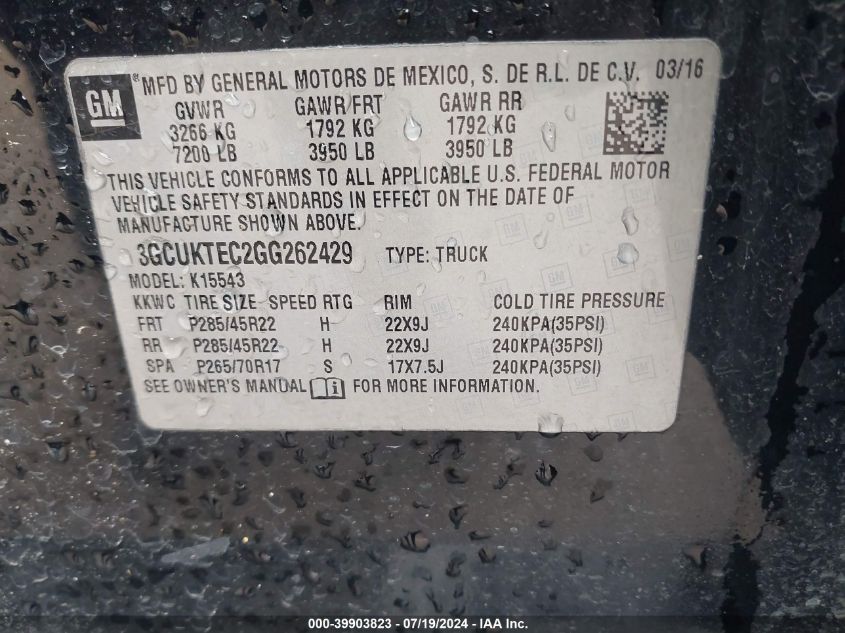 GM ® MFD BY GENERAL MOTORS DE MEXICO, S. DE R.L. DE C.V. 03/16
GVWR GAWR FRT GAWR RR
3266 KG 1792 KG 1792 KG
7200 LB 3950 LB 3950 LB
THIS VEHICLE CONFORMS TO ALL APPLICABLE U.S. FEDERAL MOTOR
VEHICLE SAFETY STANDARDS IN EFFECT ON THE DATE OF
MANUFACTURE SHOWN ABOVE.
3GCUKTEC2GG262429 TYPE: TRUCK
MODEL: K15543
KKWC TIRE SIZE SPEED RTG RIM COLD TIRE PRESSURE
FRT P285/45R22 H 22X9J 240KPA(35PSI)
RR P285/45R22 H 22X9J 240KPA(35PSI)
SPA P265/70R17 S 17X7.5J 240KPA(35PSI)
SEE OWNER'S MANUAL FOR MORE INFORMATION.
000-39903823 - 07/19/2024 - IAA Inc.